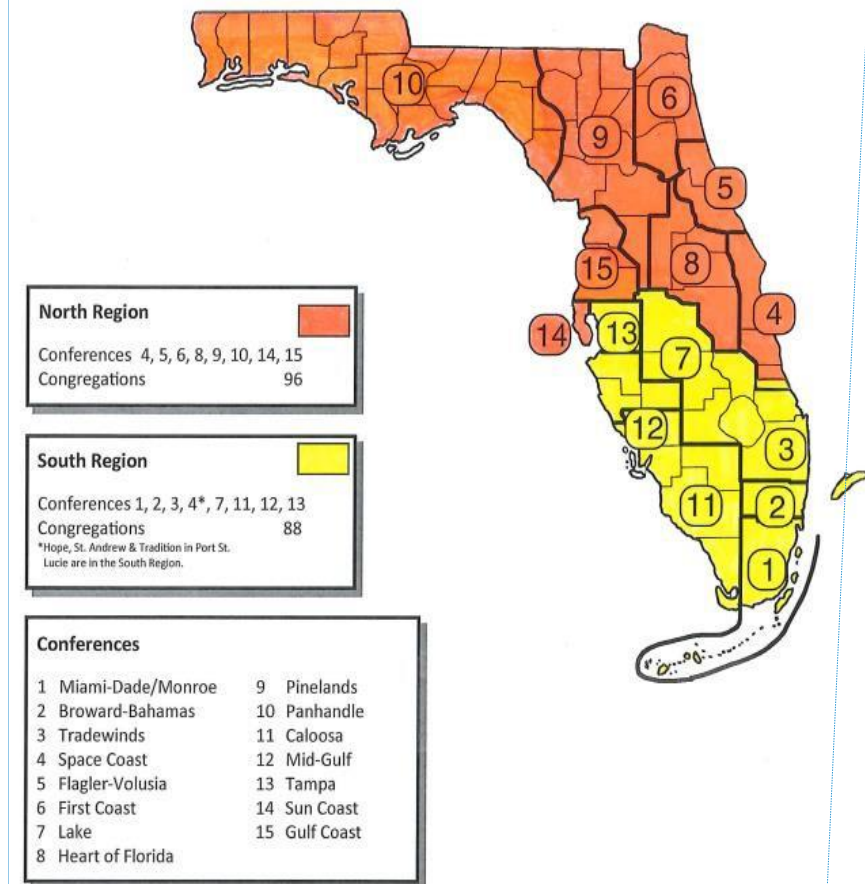 10
6
9
5
8
15
4
14
13
7
12
3
11
2
1
North Region
Conferences 4, 5, 6, 8, 9, 10, 14, 15
Congregations 96
South Region
Conferences 1, 2, 3, 4*, 7, 11, 12, 13
Congregations 88
*Hope, St. Andrew & Tradition in Port St.
Lucie are in the South Region.
Conferences
1 Miami-Dade/Monroe
2 Broward-Bahamas
3 Tradewinds
4 Space Coast
5 Flagler-Volusia
6 First Coast
7 Lake
8 Heart of Florida
9 Pinelands
10 Panhandle
11 Caloosa
12 Mid-Gulf
13 Tampa
14 Sun Coast
15 Gulf Coast